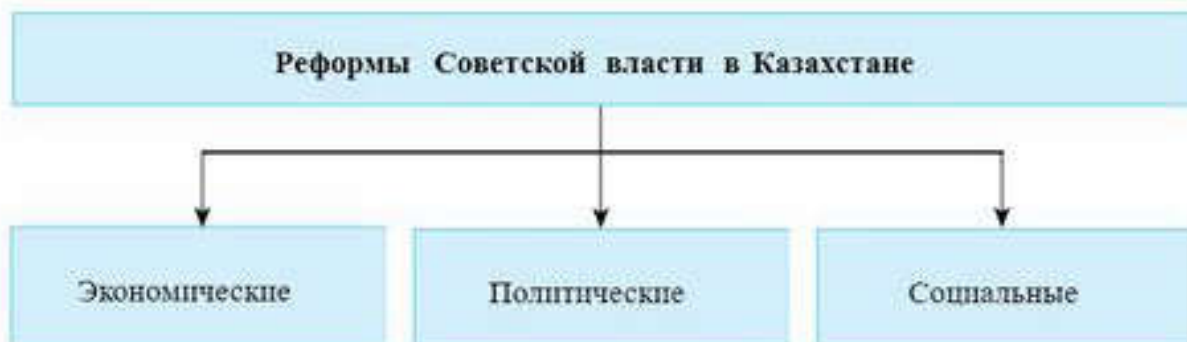 Реформы Советской власти в Казахстане
Экономические
Политические
Социальные